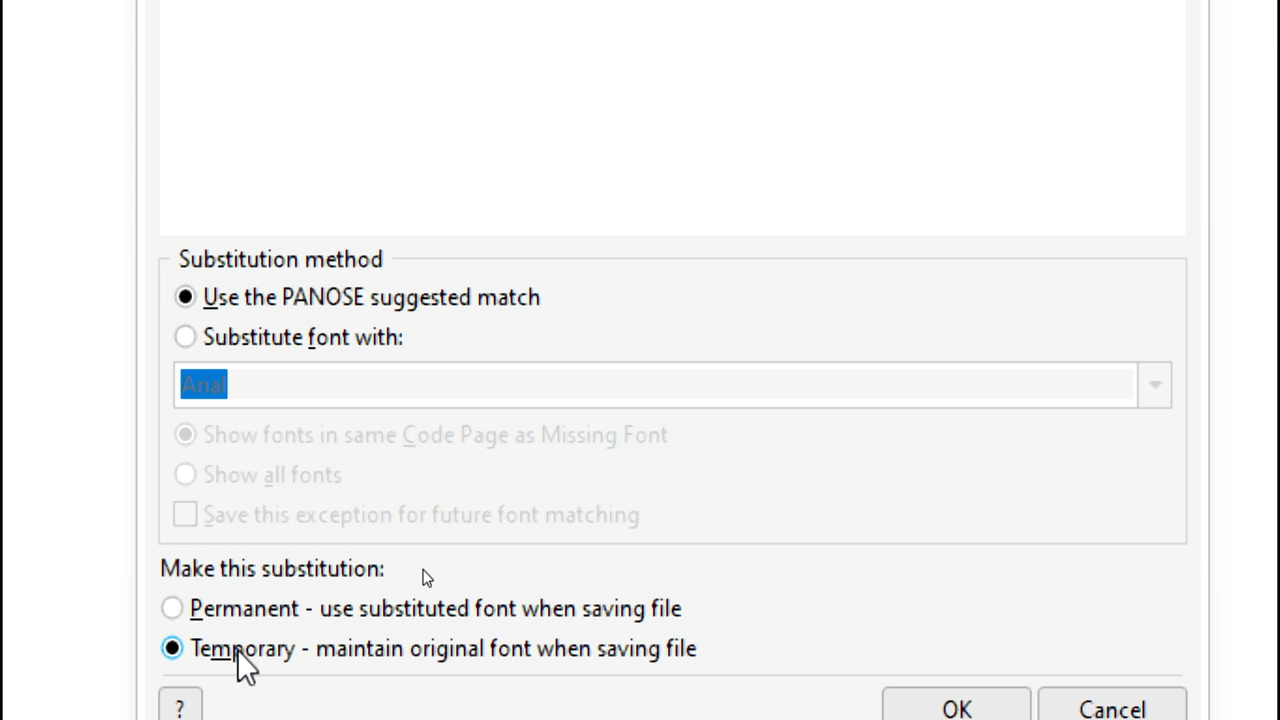 Substitution method
Use the PANOSE suggested match
Substitute font with:
Arial
Show fonts in same Code Page as Missing Font
Show all fonts
Save this exception for future font matching
Make this substitution:
Permanent - use substituted font when saving file
Temporary - maintain original font when saving file
? OK Cancel